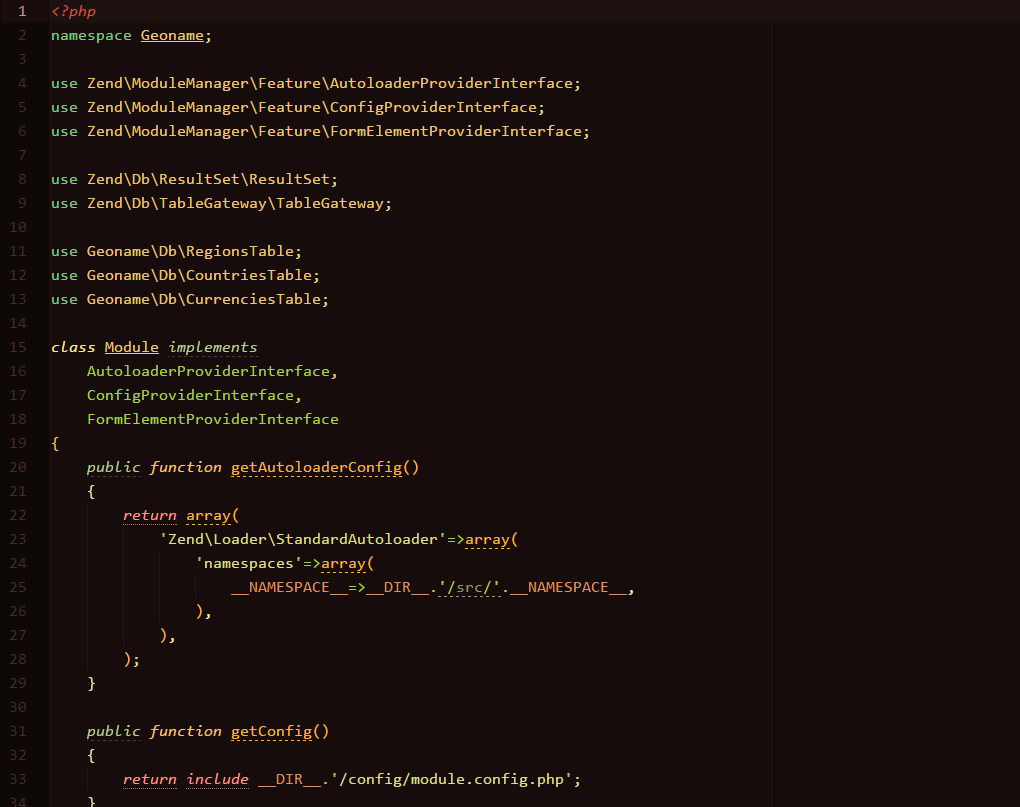 1 <?php
2 namespace Geoname;
3
4 use Zend\ModuleManager\Feature\AutoloaderProviderInterface;
5 use Zend\ModuleManager\Feature\ConfigProviderInterface;
6 use Zend\ModuleManager\Feature\FormElementProviderInterface;
7
8 use Zend\Db\ResultSet\ResultSet;
9 use Zend\Db\TableGateway\TableGateway;
10
11 use Geoname\Db\RegionsTable;
12 use Geoname\Db\CountriesTable;
13 use Geoname\Db\CurrenciesTable;
14
15 class Module implements
16     AutoloaderProviderInterface,
17     ConfigProviderInterface,
18     FormElementProviderInterface
19 {
20     public function getAutoloaderConfig()
21     {
22         return array(
23             'Zend\Loader\StandardAutoloader'=>array(
24                 'namespaces'=>array(
25                     __NAMESPACE__=>__DIR__.'/src/'.__NAMESPACE__,
26                 ),
27             ),
28         );
29     }
30
31     public function getConfig()
32     {
33         return include __DIR__.'/config/module.config.php';
34     }